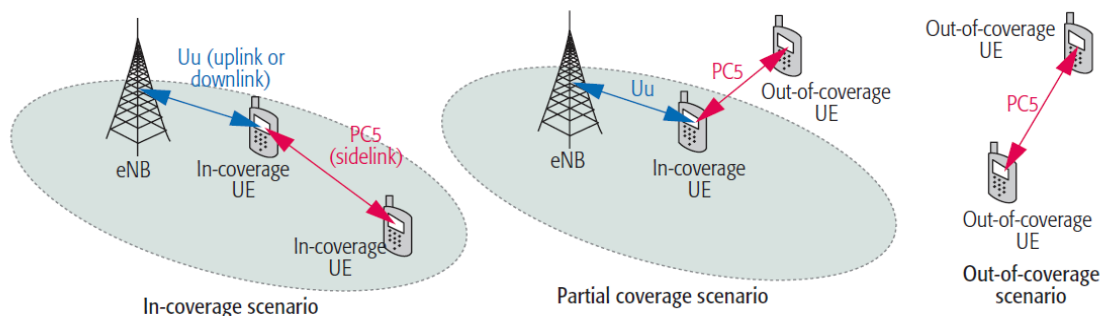 Uu (uplink or
downlink)
eNB
In-coverage
UE
PC5
(sidelink)
In-coverage
UE
In-coverage scenario
Uu
eNB
In-coverage
UE
PC5
Out-of-coverage
UE
Partial coverage scenario
Out-of-coverage
UE
PC5
Out-of-coverage
UE
Out-of-coverage
scenario